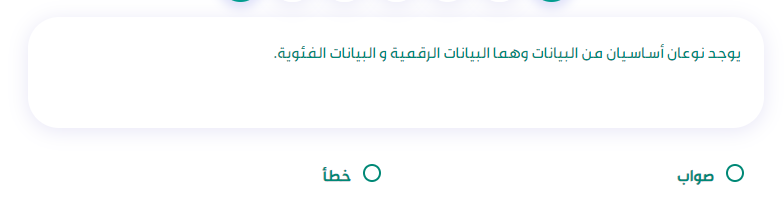 يوجد نوعان أساسيان من البيانات وهما البيانات الرقمية و البيانات الفئوية.
صواب
خطأ